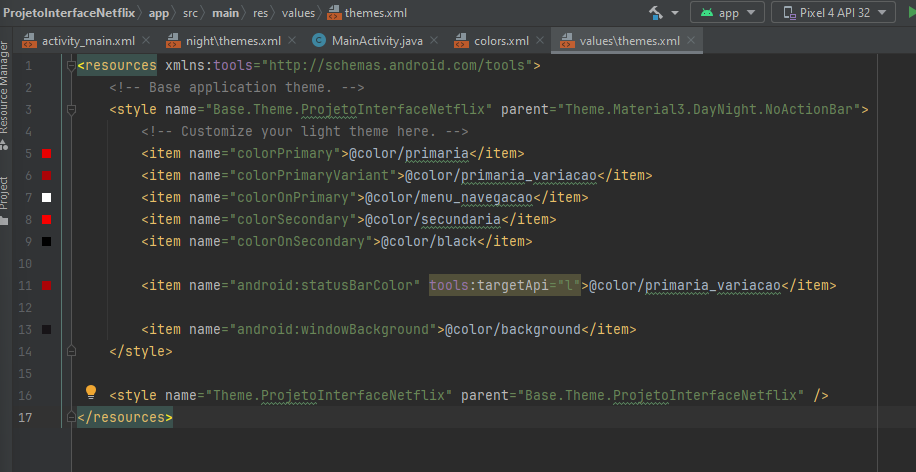 ProjetoInterfaceNetflix › app › src › main › res › values › themes.xml
app
Pixel 4 API 32
activity_main.xml
night\themes.xml
MainActivity.java
colors.xml
values\themes.xml
Resource Manager
Project
1 <resources xmlns:tools="http://schemas.android.com/tools">
2 <!-- Base application theme. -->
3 <style name="Base.Theme.ProjetoInterfaceNetflix" parent="Theme.Material3.DayNight.NoActionBar">
4 <!-- Customize your light theme here. -->
5 <item name="colorPrimary">@color/primaria</item>
6 <item name="colorPrimaryVariant">@color/primaria_variacao</item>
7 <item name="colorOnPrimary">@color/menu_navegacao</item>
8 <item name="colorSecondary">@color/secundaria</item>
9 <item name="colorOnSecondary">@color/black</item>
10
11 <item name="android:statusBarColor" tools:targetApi="l">@color/primaria_variacao</item>
12
13 <item name="android:windowBackground">@color/background</item>
14 </style>
15
16 <style name="Theme.ProjetoInterfaceNetflix" parent="Base.Theme.ProjetoInterfaceNetflix" />
17 </resources>